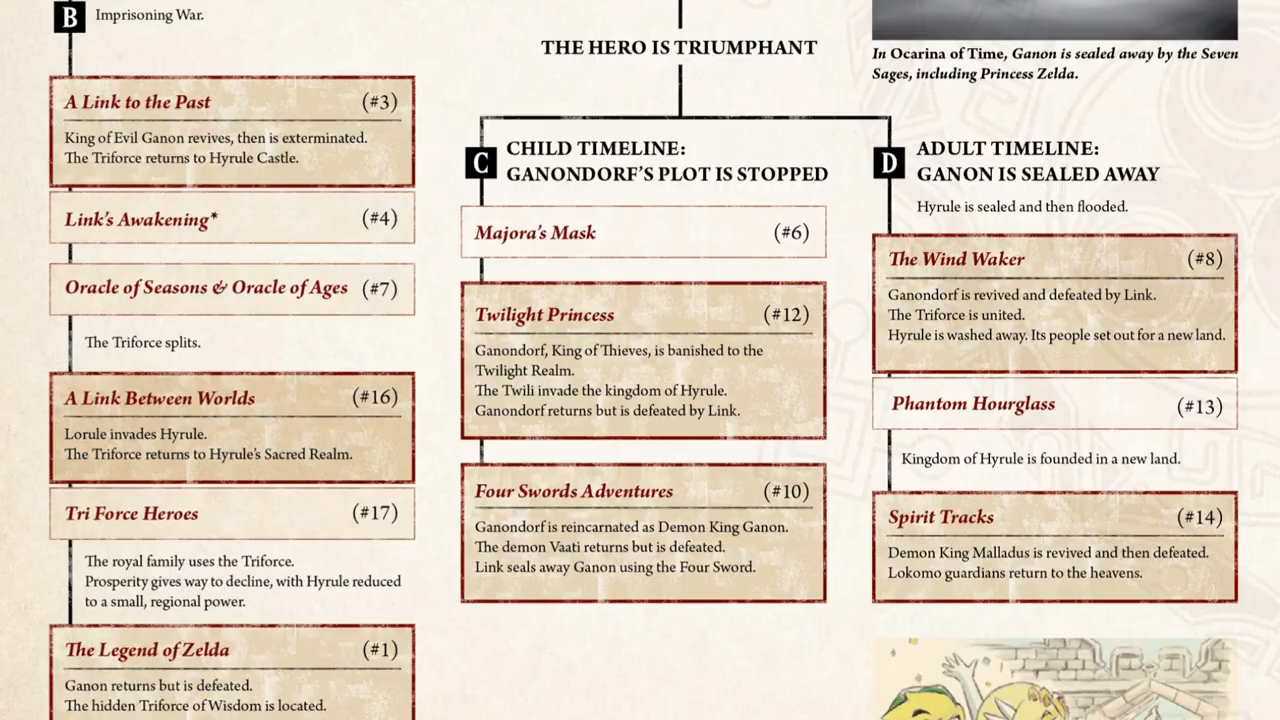 B
Imprisoning War.
A Link to the Past (#3)
King of Evil Ganon revives, then is exterminated.
The Triforce returns to Hyrule Castle.
Link's Awakening* (#4)
Oracle of Seasons & Oracle of Ages (#7)
The Triforce splits.
A Link Between Worlds (#16)
Lorule invades Hyrule.
The Triforce returns to Hyrule's Sacred Realm.
Tri Force Heroes (#17)
The royal family uses the Triforce.
Prosperity gives way to decline, with Hyrule reduced
to a small, regional power.
The Legend of Zelda (#1)
Ganon returns but is defeated.
The hidden Triforce of Wisdom is located.
THE HERO IS TRIUMPHANT
C
CHILD TIMELINE:
GANONDORF'S PLOT IS STOPPED
Majora's Mask (#6)
Twilight Princess (#12)
Ganondorf, King of Thieves, is banished to the
Twilight Realm.
The Twili invade the kingdom of Hyrule.
Ganondorf returns but is defeated by Link.
Four Swords Adventures (#10)
Ganondorf is reincarnated as Demon King Ganon.
The demon Vaati returns but is defeated.
Link seals away Ganon using the Four Sword.
In Ocarina of Time, Ganon is sealed away by the Seven
Sages, including Princess Zelda.
D
ADULT TIMELINE:
GANON IS SEALED AWAY
Hyrule is sealed and then flooded.
The Wind Waker (#8)
Ganondorf is revived and defeated by Link.
The Triforce is united.
Hyrule is washed away. Its people set out for a new land.
Phantom Hourglass (#13)
Kingdom of Hyrule is founded in a new land.
Spirit Tracks (#14)
Demon King Malladus is revived and then defeated.
Lokomo guardians return to the heavens.